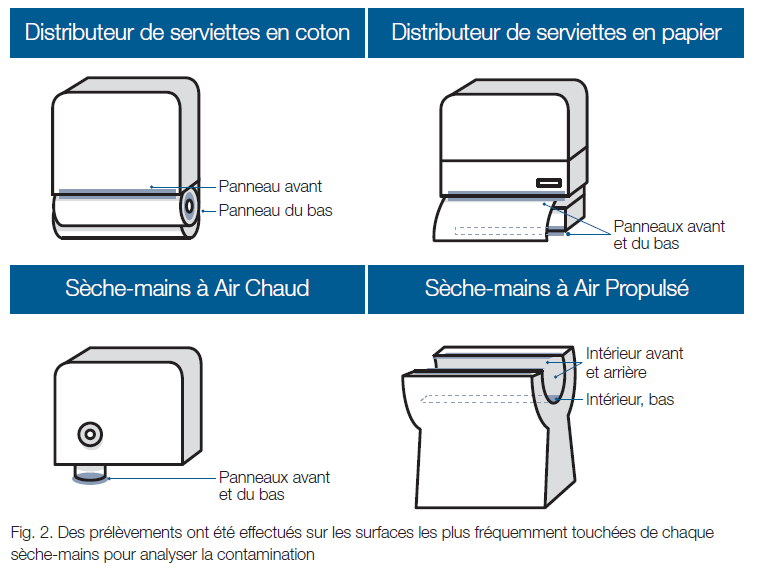 Distributeur de serviettes en coton
Distributeur de serviettes en papier
Panneau avant
Panneau du bas
Panneaux avant
et du bas
Sèche-mains à Air Chaud
Sèche-mains à Air Propulsé
Intérieur avant
et arrière
Intérieur, bas
Panneaux avant
et du bas
Fig. 2. Des prélèvements ont été effectués sur les surfaces les plus fréquemment touchées de chaque
sèche-mains pour analyser la contamination